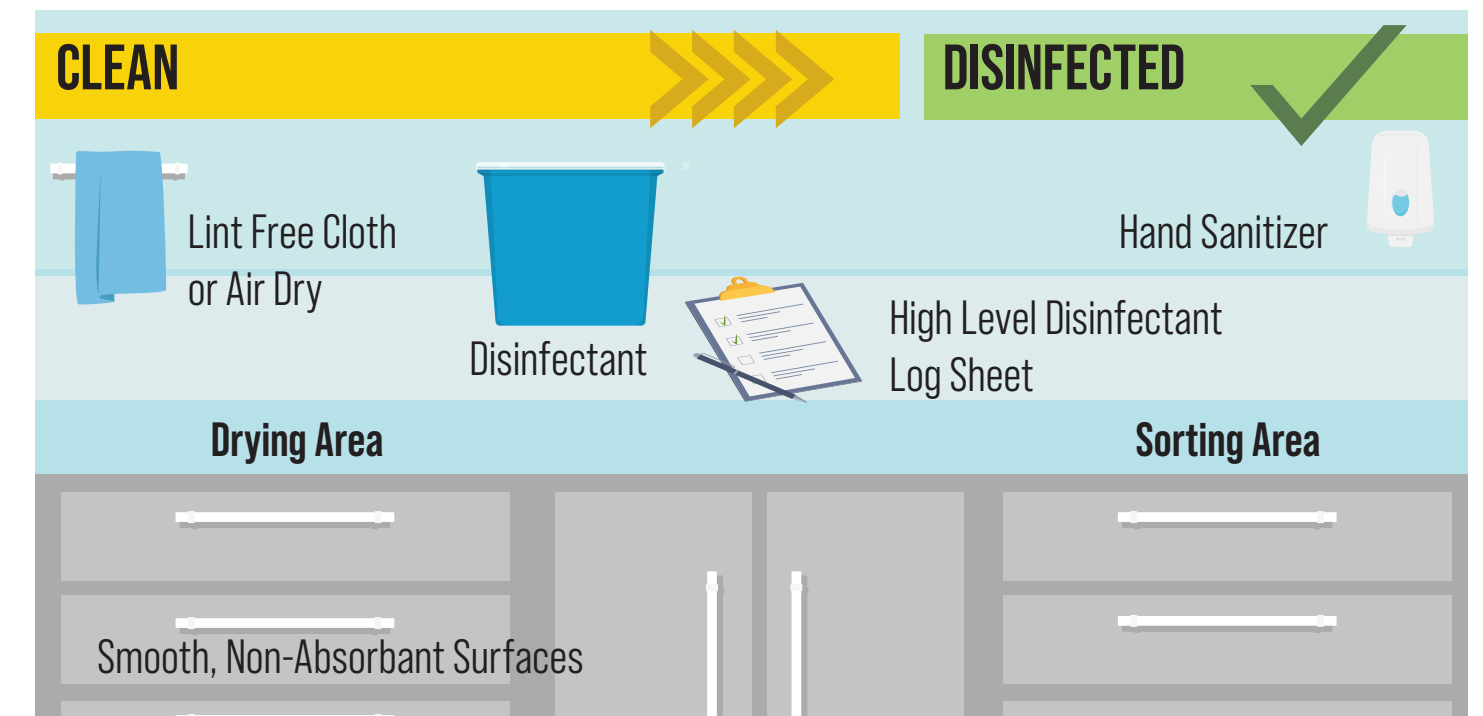 CLEAN
DISINFECTED
Lint Free Cloth
or Air Dry
Disinfectant
High Level Disinfectant
Log Sheet
Hand Sanitizer
Drying Area
Sorting Area
Smooth, Non-Absorbant Surfaces